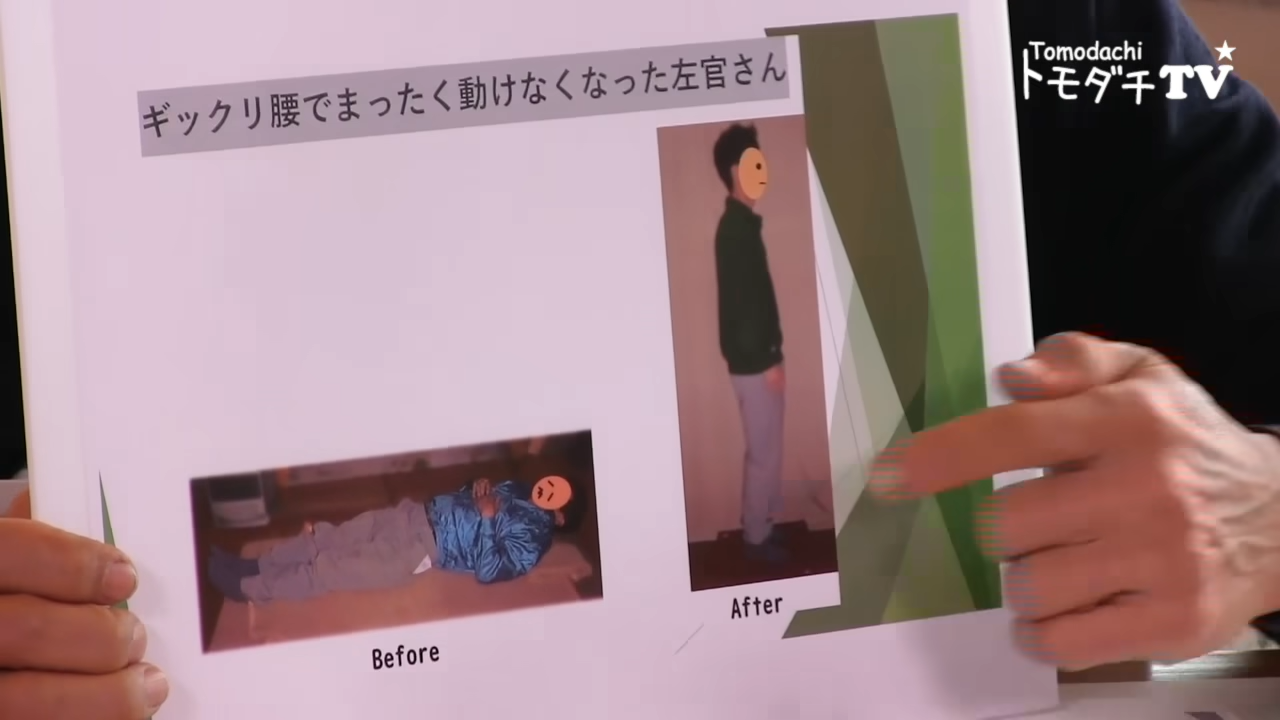 ギックリ腰でまったく動けなくなった左官さん
Tomodachi
トモダチTV
After
Before